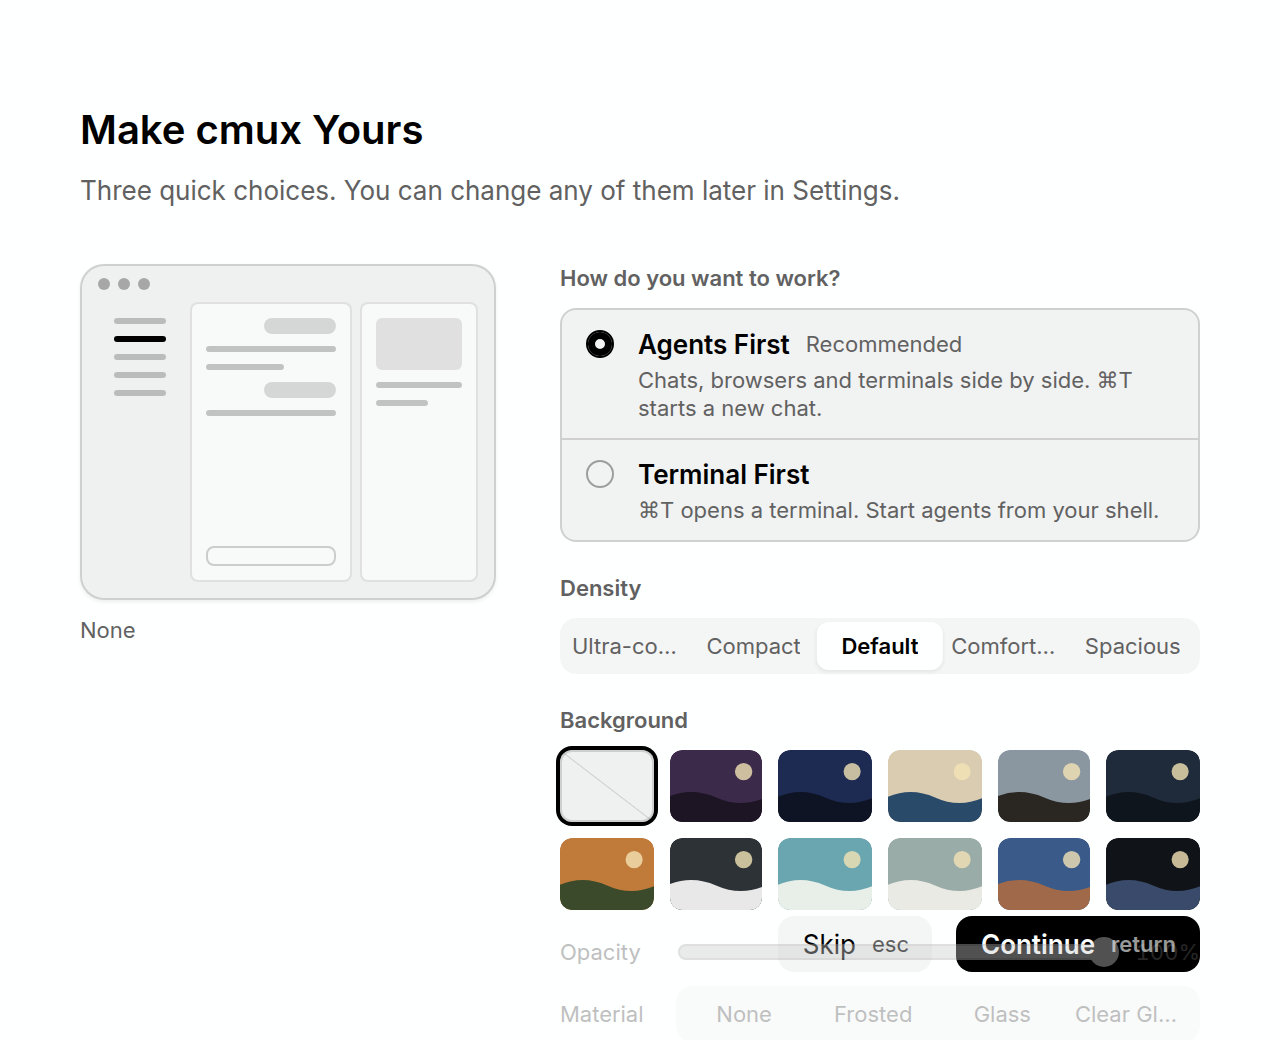 Make cmux Yours
Three quick choices. You can change any of them later in Settings.
None
How do you want to work?
Agents First Recommended
Chats, browsers and terminals side by side. ⌘T
starts a new chat.
Terminal First
⌘T opens a terminal. Start agents from your shell.
Density
Ultra-co... Compact Default Comfort... Spacious
Background
Skip esc Continue return
Opacity 100%
Material None Frosted Glass Clear Gl...